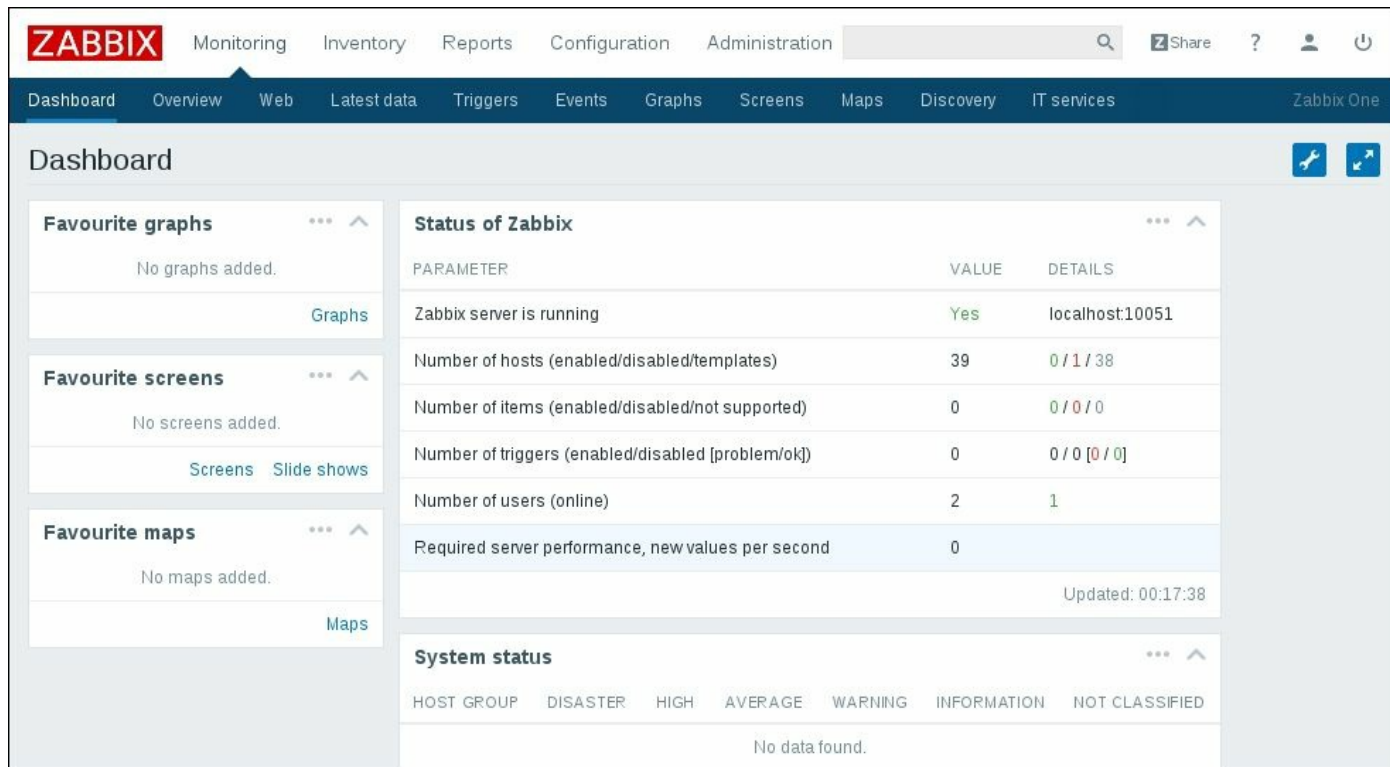 ZABBIX Monitoring Inventory Reports Configuration Administration Z Share ?
Dashboard Overview Web Latest data Triggers Events Graphs Screens Maps Discovery IT services Zabbix One
Dashboard
Favourite graphs
No graphs added.
Graphs
Favourite screens
No screens added.
Screens Slide shows
Favourite maps
No maps added.
Maps
Status of Zabbix
PARAMETER VALUE DETAILS
Zabbix server is running Yes localhost:10051
Number of hosts (enabled/disabled/templates) 39 0 / 1 / 38
Number of items (enabled/disabled/not supported) 0 0 / 0 / 0
Number of triggers (enabled/disabled [problem/ok]) 0 0 / 0 [0 / 0]
Number of users (online) 2 1
Required server performance, new values per second 0
Updated: 00:17:38
System status
HOST GROUP DISASTER HIGH AVERAGE WARNING INFORMATION NOT CLASSIFIED
No data found.